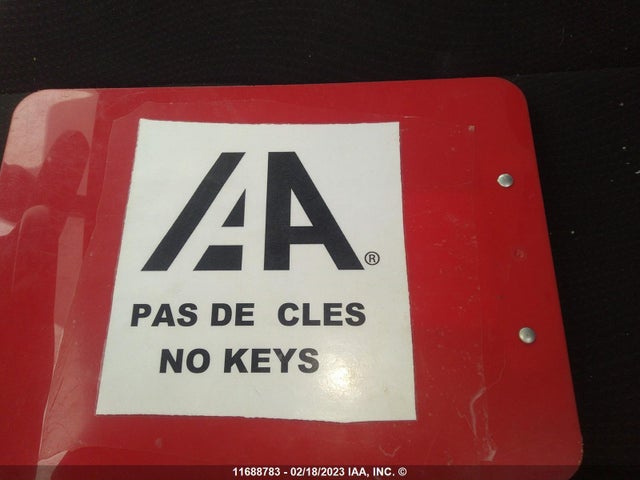 IAA®
PAS DE CLES
NO KEYS
11688783 - 02/18/2023 IAA, INC. ©